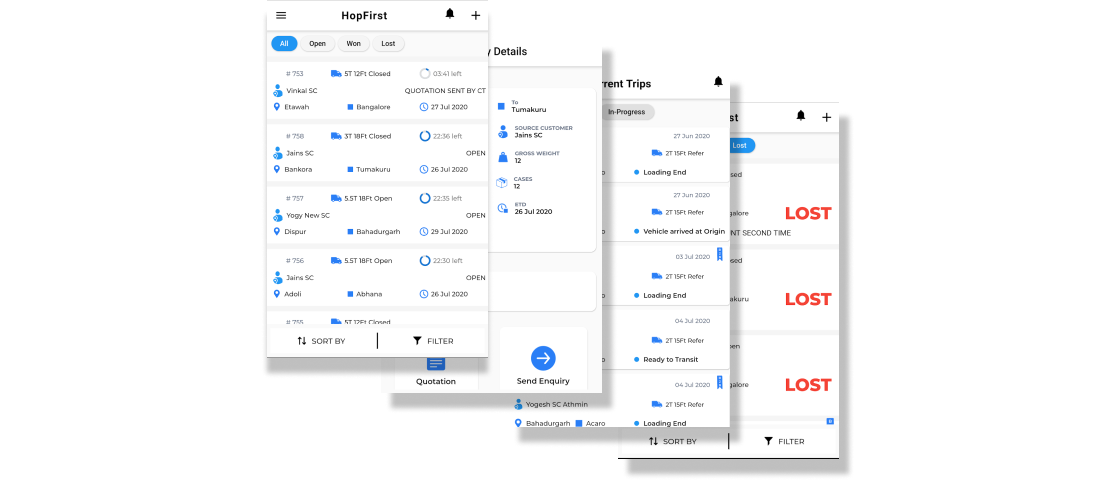 HopFirst
All Open Won Lost
# 753 5T 12Ft Closed 03:41 left
Vinkal SC QUOTATION SENT BY CT
Etawah Bangalore 27 Jul 2020
# 758 3T 18Ft Closed 22:36 left
Jains SC OPEN
Bankora Tumakuru 26 Jul 2020
# 757 5.5T 18Ft Open 22:35 left
Yogy New SC OPEN
Dispur Bahadurgarh 29 Jul 2020
# 756 5.5T 18Ft Open 22:30 left
Jains SC OPEN
Adoli Abhana 26 Jul 2020
# 755 5T 12Ft Closed
SORT BY FILTER
y Details
To
Tumakuru
SOURCE CUSTOMER
Jains SC
GROSS WEIGHT
12
CASES
12
ETD
26 Jul 2020
Quotation Send Enquiry
rrent Trips
In-Progress
27 Jun 2020
2T 15Ft Refer
o Loading End
27 Jun 2020
2T 15Ft Refer
Vehicle arrived at Origin
03 Jul 2020
2T 15Ft Refer
o Loading End
04 Jul 2020
2T 15Ft Refer
o Ready to Transit
04 Jul 2020
2T 15Ft Refer
Yogesh SC Athmin
Bahadurgarh Acaro Loading End
st
Lost
sed
galore LOST
NT SECOND TIME
sed
akuru LOST
en
galore LOST
SORT BY FILTER